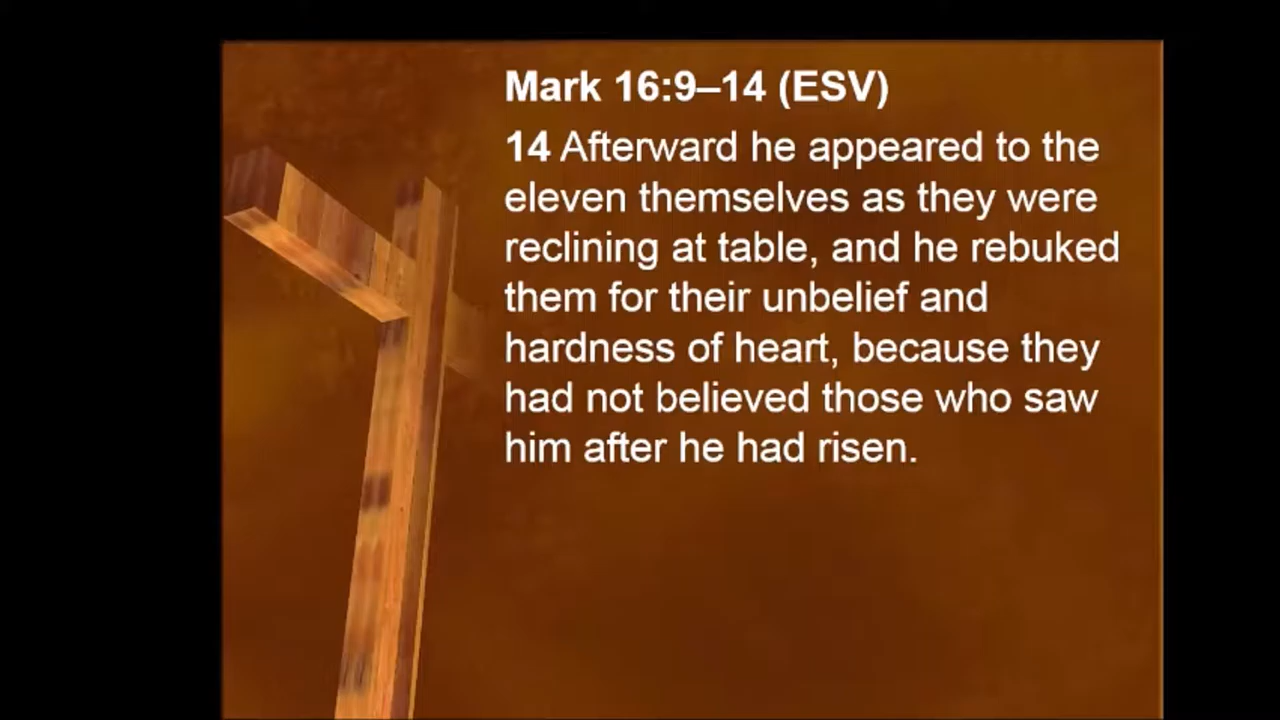 Mark 16:9–14 (ESV)
14 Afterward he appeared to the
eleven themselves as they were
reclining at table, and he rebuked
them for their unbelief and
hardness of heart, because they
had not believed those who saw
him after he had risen.